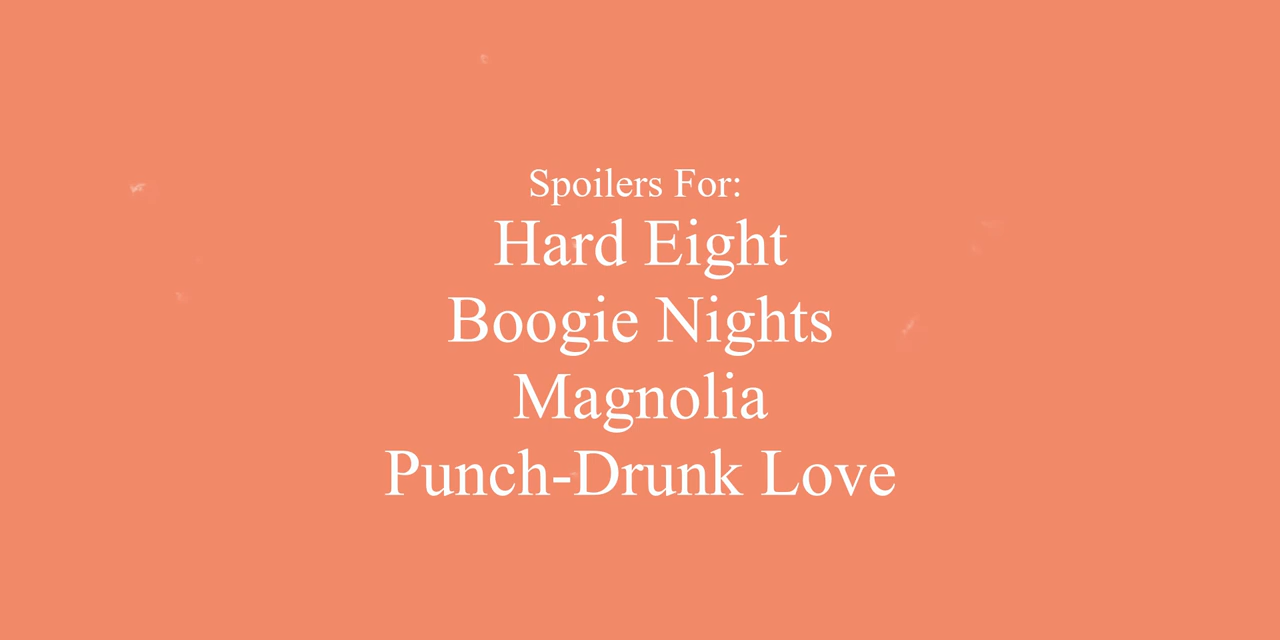 Spoilers For:
Hard Eight
Boogie Nights
Magnolia
Punch-Drunk Love